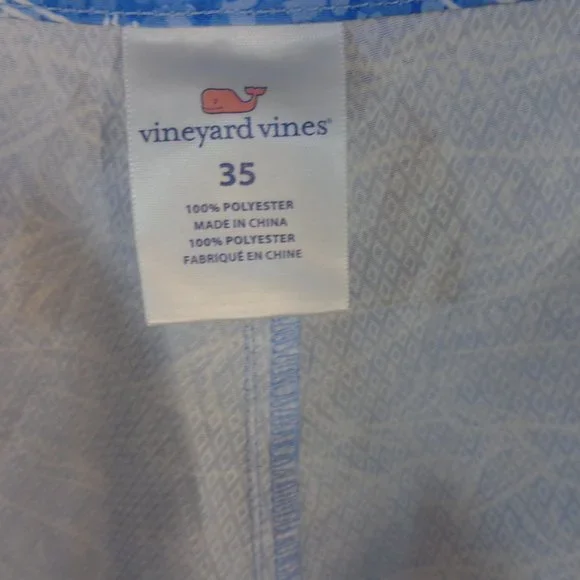 vineyard vines®
35
100% POLYESTER
MADE IN CHINA
100% POLYESTER
FABRIQUÉ EN CHINE